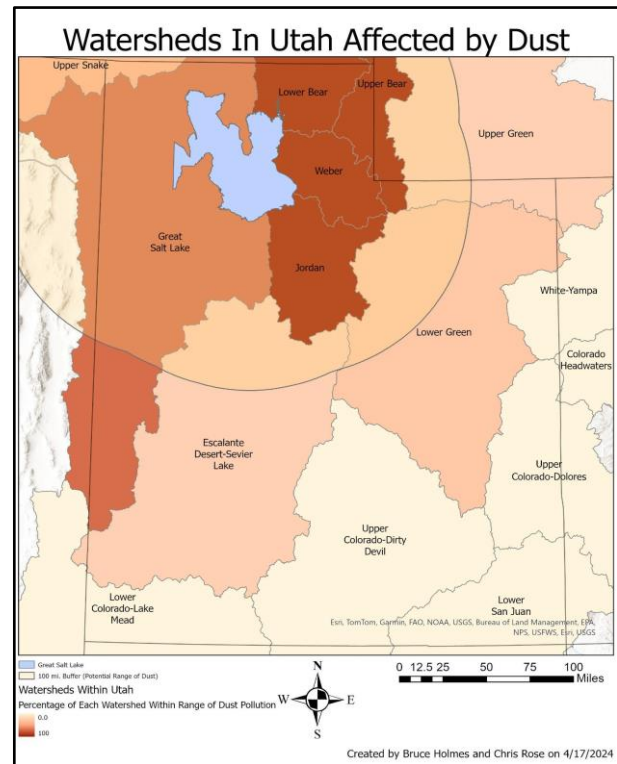 Watersheds In Utah Affected by Dust
Upper Snake
Lower Bear
Upper Bear
Upper Green
Weber
Great
Salt Lake
Jordan
White-Yampa
Lower Green
Colorado
Headwaters
Escalante
Desert-Sevier
Lake
Upper
Colorado-Dolores
Upper
Colorado-Dirty
Devil
Lower
Colorado-Lake
Mead
Lower
San Juan
Esri, TomTom, Garmin, FAO, NOAA, USGS, Bureau of Land Management, EPA,
NPS, USFWS, Esri, USGS
Great Salt Lake
100 mi. Buffer (Potential Range of Dust)
Watersheds Within Utah
Percentage of Each Watershed Within Range of Dust Pollution
0.0
100
N
W
E
S
0 12.5 25 50 75 100
Miles
Created by Bruce Holmes and Chris Rose on 4/17/2024